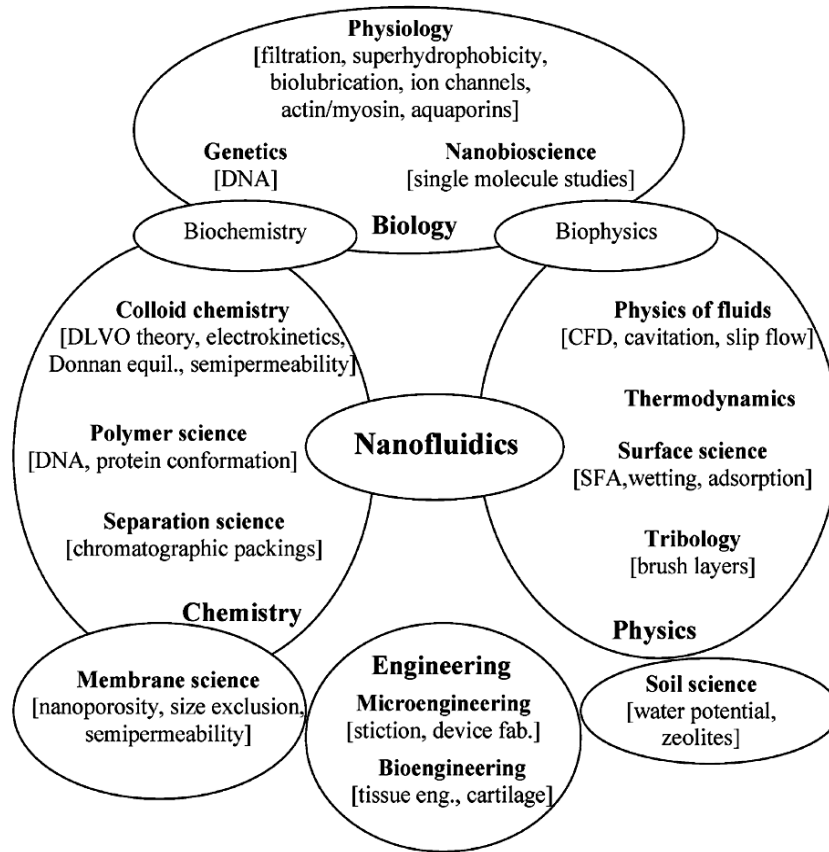 Physiology
[filtration, superhydrophobicity,
biolubrication, ion channels,
actin/myosin, aquaporins]
Genetics
[DNA]
Nanobioscience
[single molecule studies]
Biochemistry
Biology
Biophysics
Colloid chemistry
[DLVO theory, electrokinetics,
Donnan equil., semipermeability]
Polymer science
[DNA, protein conformation]
Separation science
[chromatographic packings]
Chemistry
Nanofluidics
Physics of fluids
[CFD, cavitation, slip flow]
Thermodynamics
Surface science
[SFA,wetting, adsorption]
Tribology
[brush layers]
Physics
Membrane science
[nanoporosity, size exclusion,
semipermeability]
Engineering
Microengineering
[stiction, device fab.]
Bioengineering
[tissue eng., cartilage]
Soil science
[water potential,
zeolites]